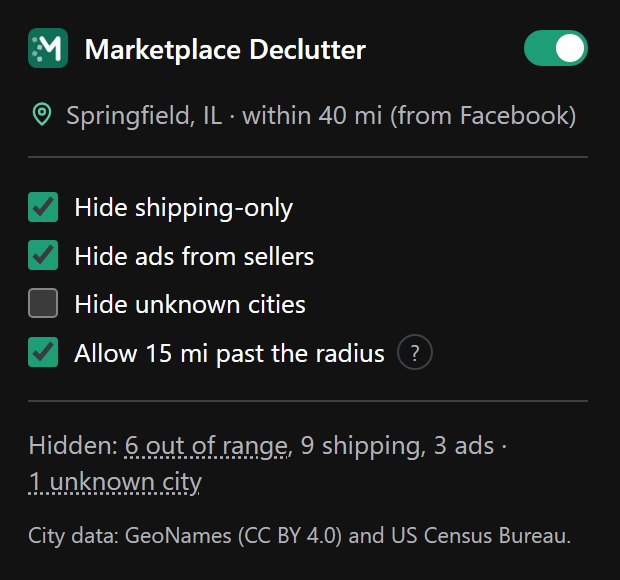 Marketplace Declutter
Springfield, IL · within 40 mi (from Facebook)
Hide shipping-only
Hide ads from sellers
Hide unknown cities
Allow 15 mi past the radius ?
Hidden: 6 out of range, 9 shipping, 3 ads ·
1 unknown city
City data: GeoNames (CC BY 4.0) and US Census Bureau.